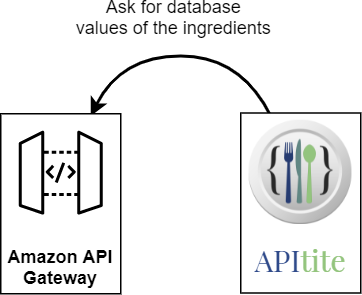 Ask for database
values of the ingredients
</>
Amazon API
Gateway
{ }
APItite